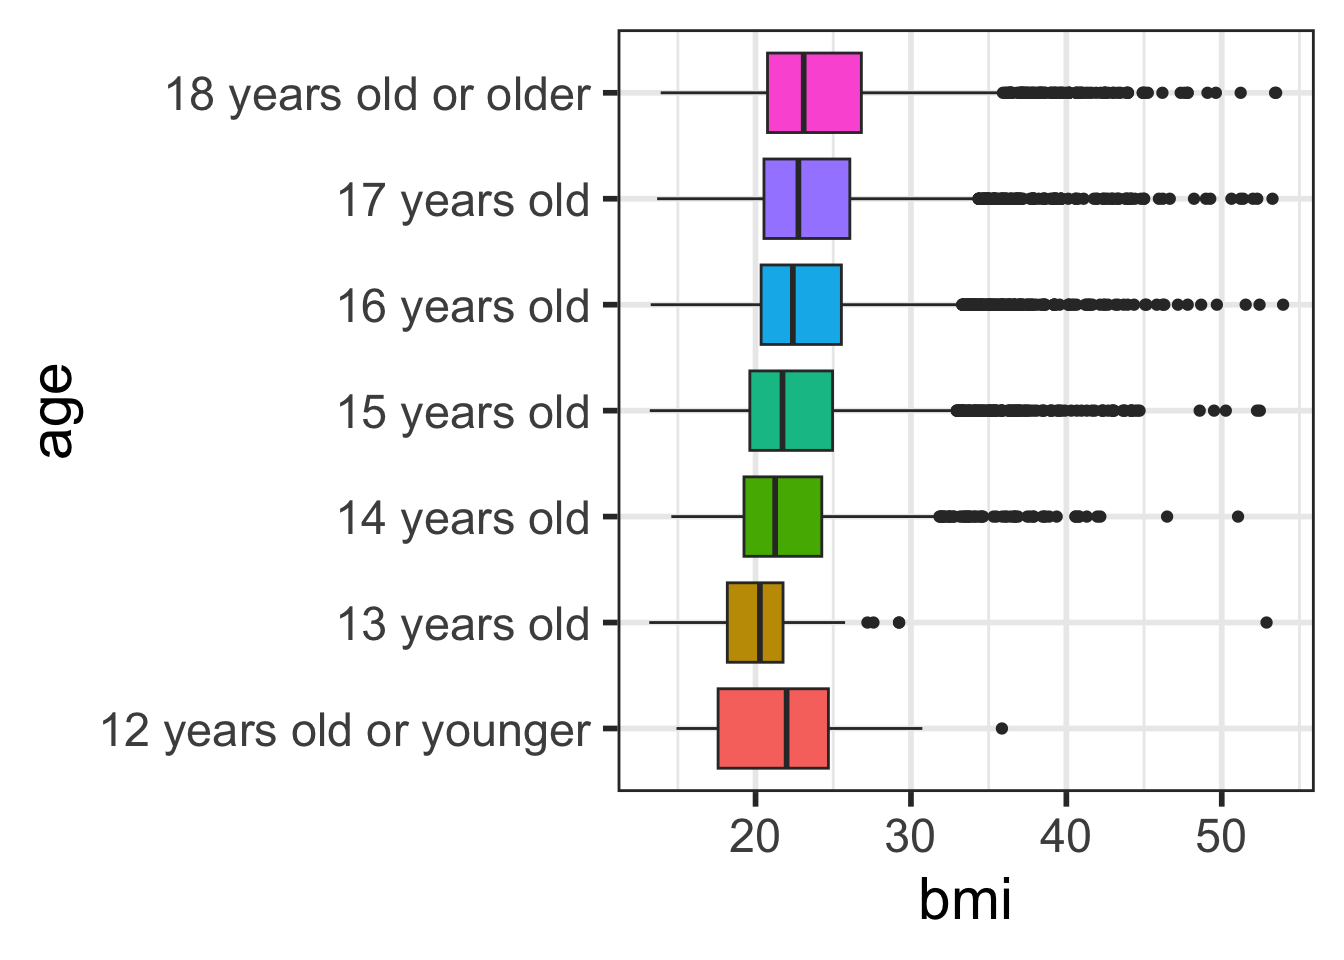 18 years old or older
17 years old
16 years old
15 years old
14 years old
13 years old
12 years old or younger
age
20 30 40 50
bmi